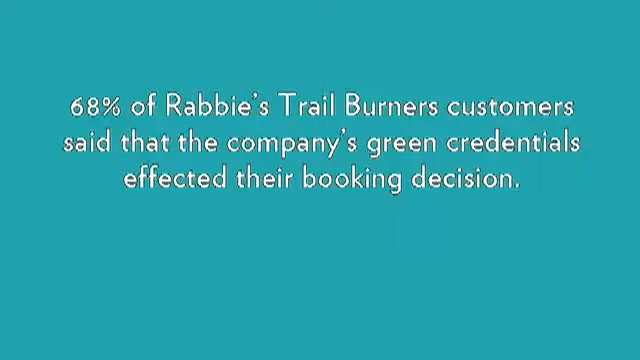 68% of Rabbie's Trail Burners customers
said that the company's green credentials
effected their booking decision.